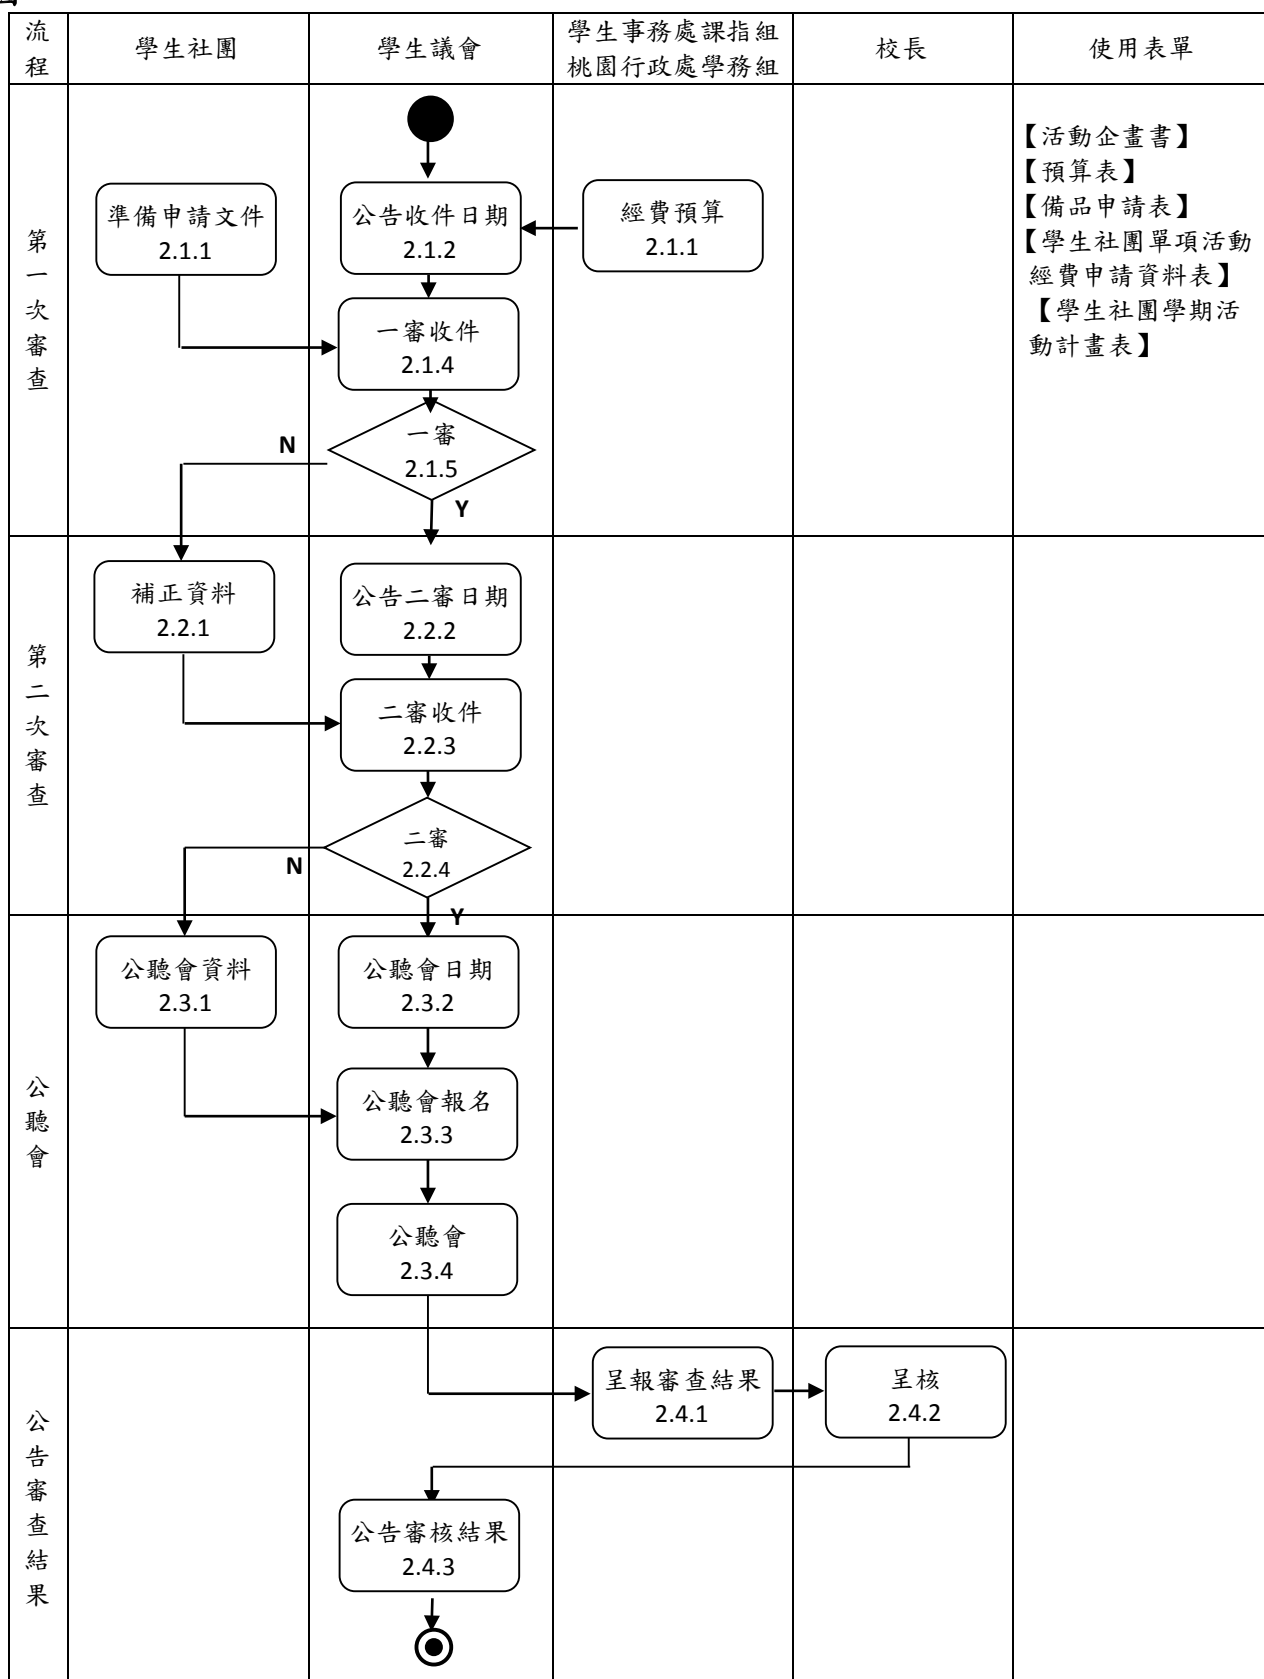 流程
學生社團
學生議會
學生事務處課指組
桃園行政處學務組
校長
使用表單
第一次審查
準備申請文件
2.1.1
公告收件日期
2.1.2
經費預算
2.1.1
一審收件
2.1.4
一審
2.1.5
N
Y
【活動企畫書】
【預算表】
【備品申請表】
【學生社團單項活動
經費申請資料表】
【學生社團學期活
動計畫表】
第二次審查
補正資料
2.2.1
公告二審日期
2.2.2
二審收件
2.2.3
二審
2.2.4
N
Y
公聽會
公聽會資料
2.3.1
公聽會日期
2.3.2
公聽會報名
2.3.3
公聽會
2.3.4
公告審查結果
呈報審查結果
2.4.1
呈核
2.4.2
公告審核結果
2.4.3